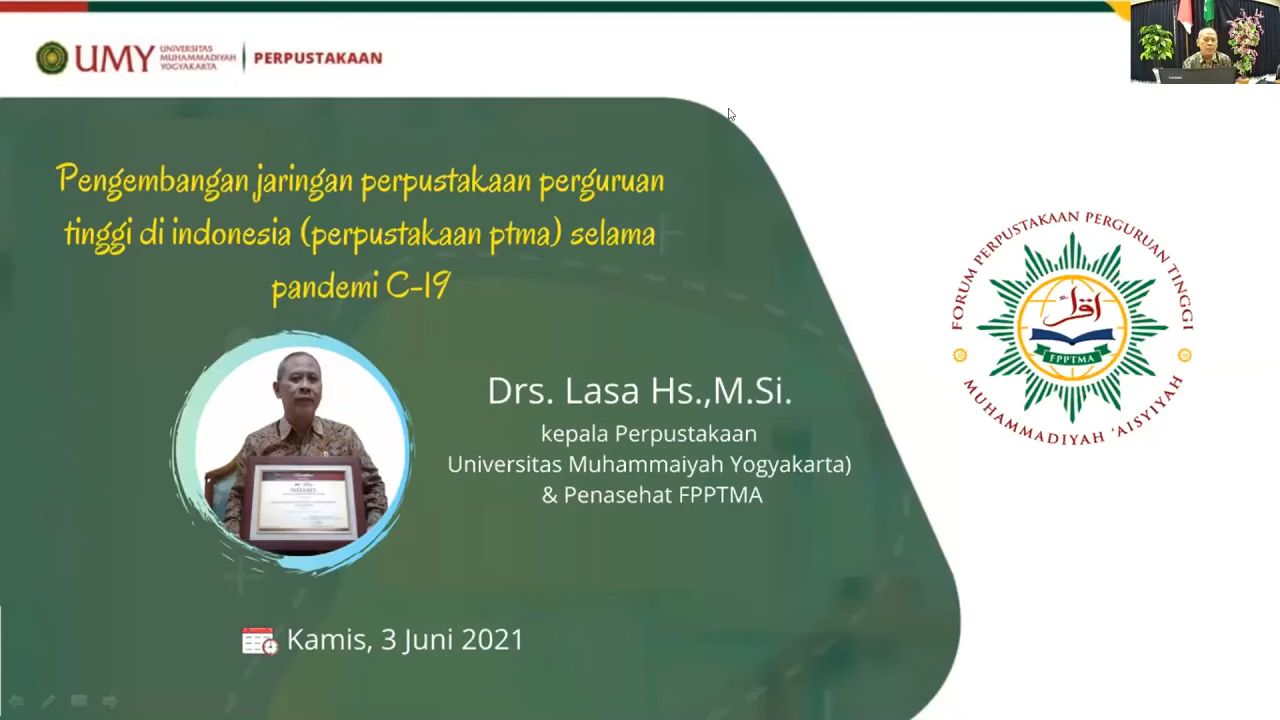 UMY
UNIVERSITAS
MUHAMMADIYAH
YOGYAKARTA
PERPUSTAKAAN
Pengembangan jaringan perpustakaan perguruan
tinggi di indonesia (perpustakaan ptma) selama
pandemi C-19
Drs. Lasa Hs.,M.Si.
kepala Perpustakaan
Universitas Muhammaiyah Yogyakarta)
& Penasehat FPPTMA
Kamis, 3 Juni 2021
FORUM PERPUSTAKAAN PERGURUAN TINGGI
اقرأ
FPPTMA
MUHAMMADIYAH 'AISYIYAH